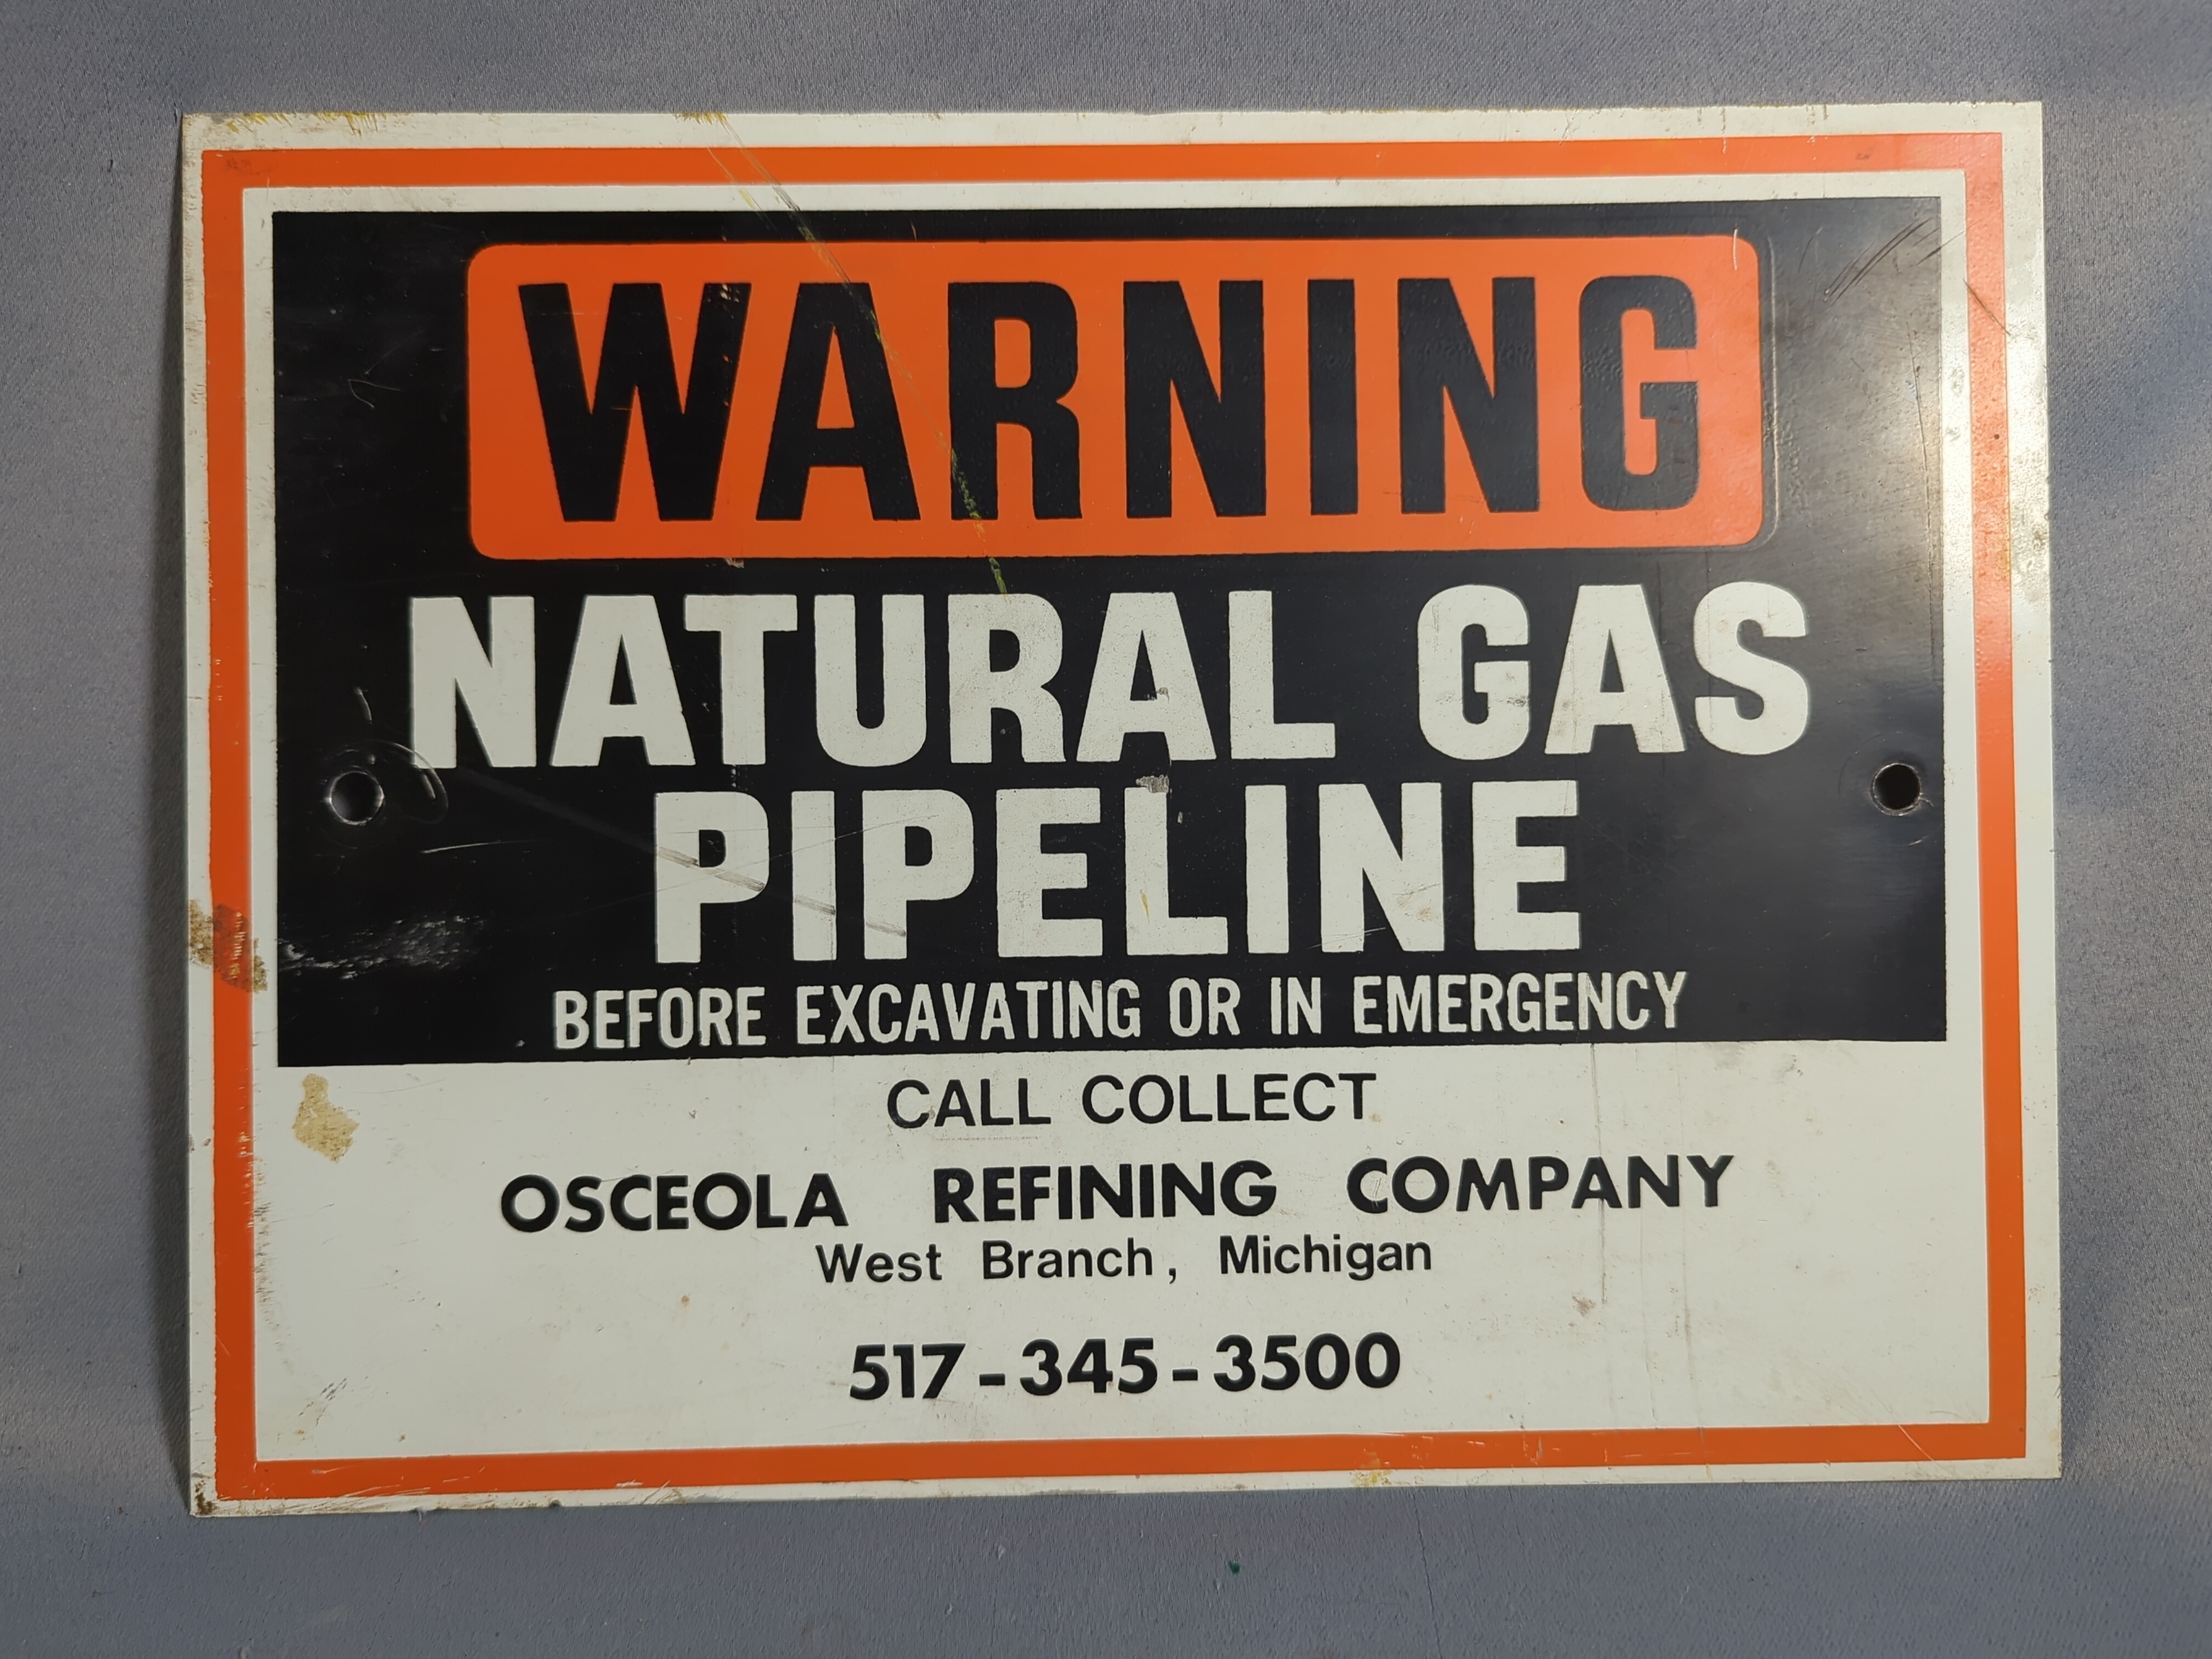 WARNING
NATURAL GAS
PIPELINE
BEFORE EXCAVATING OR IN EMERGENCY
CALL COLLECT
OSCEOLA REFINING COMPANY
West Branch, Michigan
517-345-3500